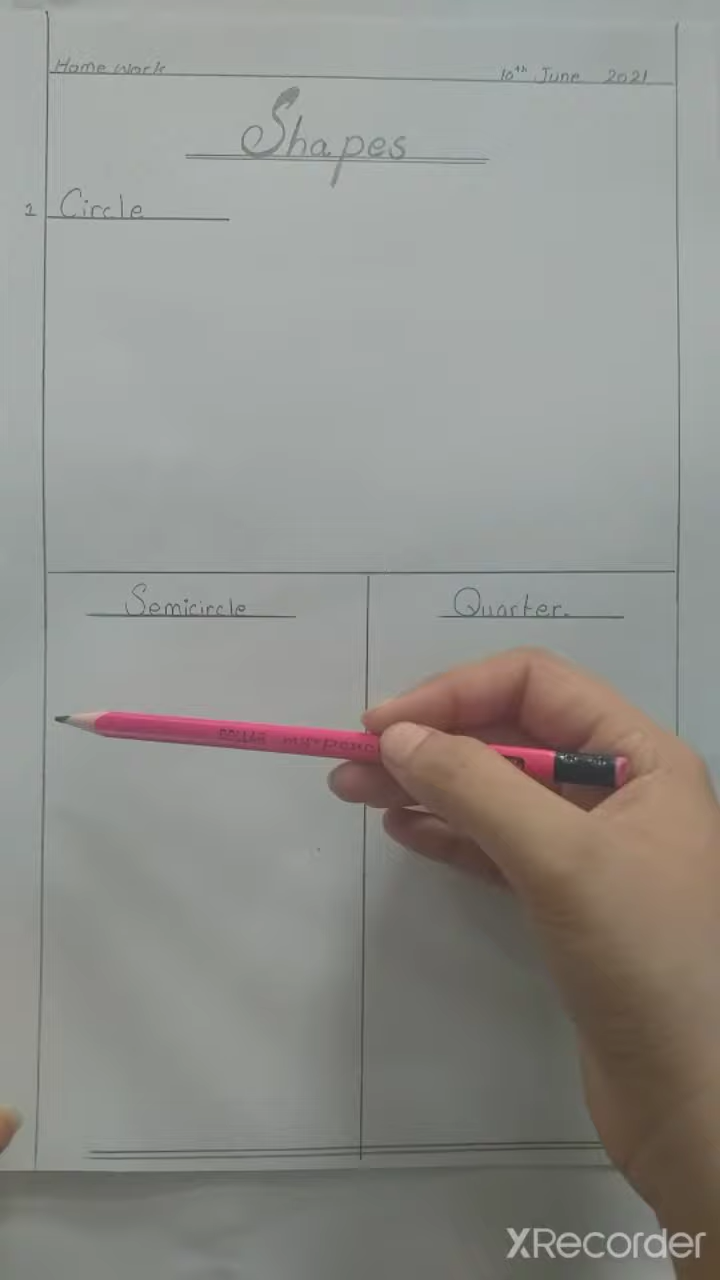 Home work 10th June 2021
Shapes
1 Circle
Semicircle Quarter.
XRecorder